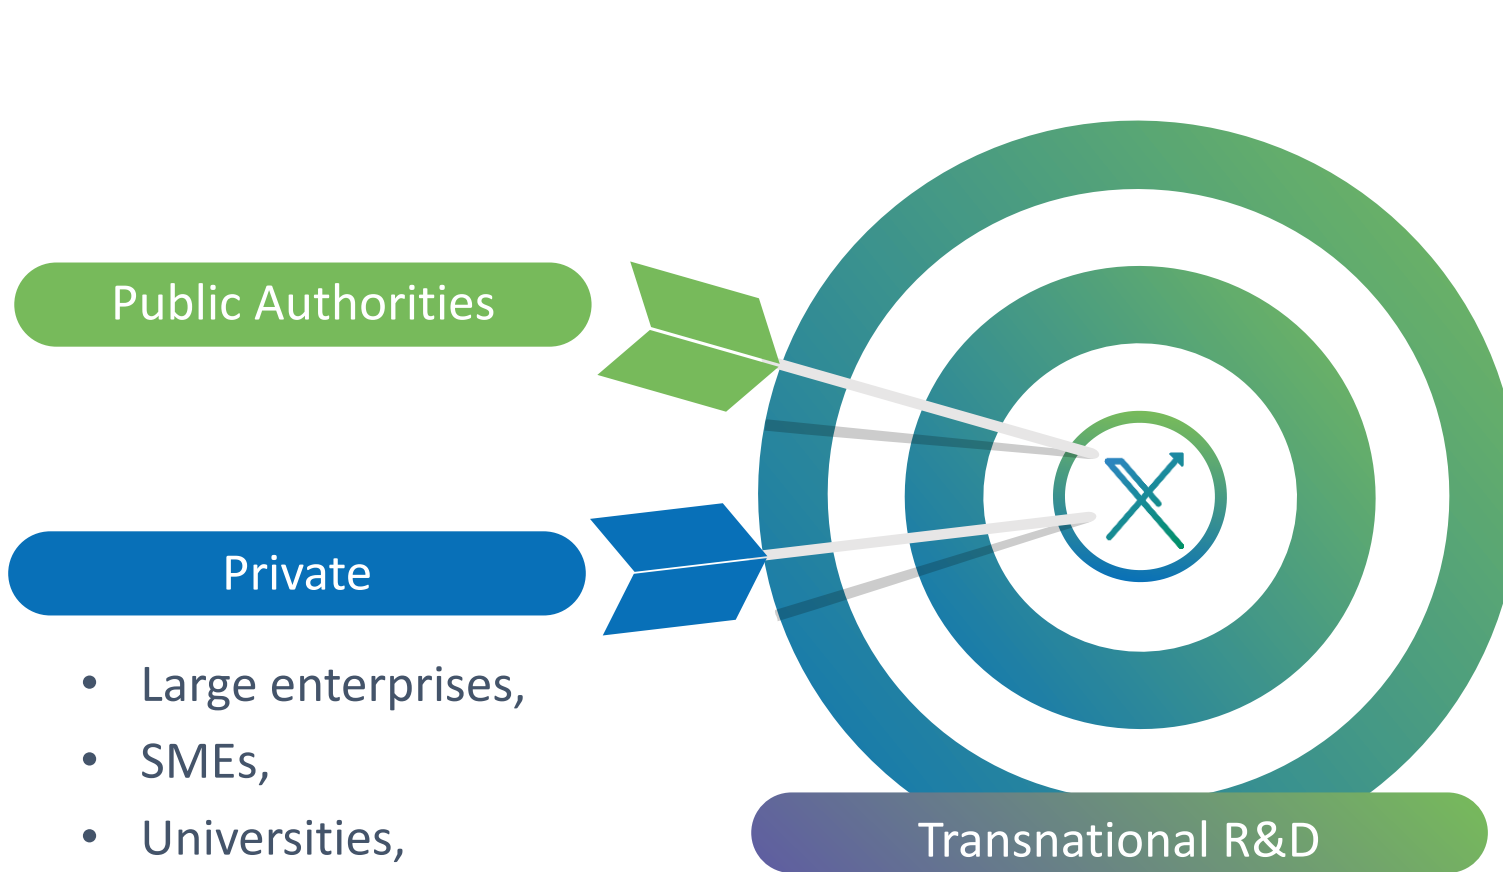 Public Authorities
Private
• Large enterprises,
• SMEs,
• Universities,
Transnational R&D